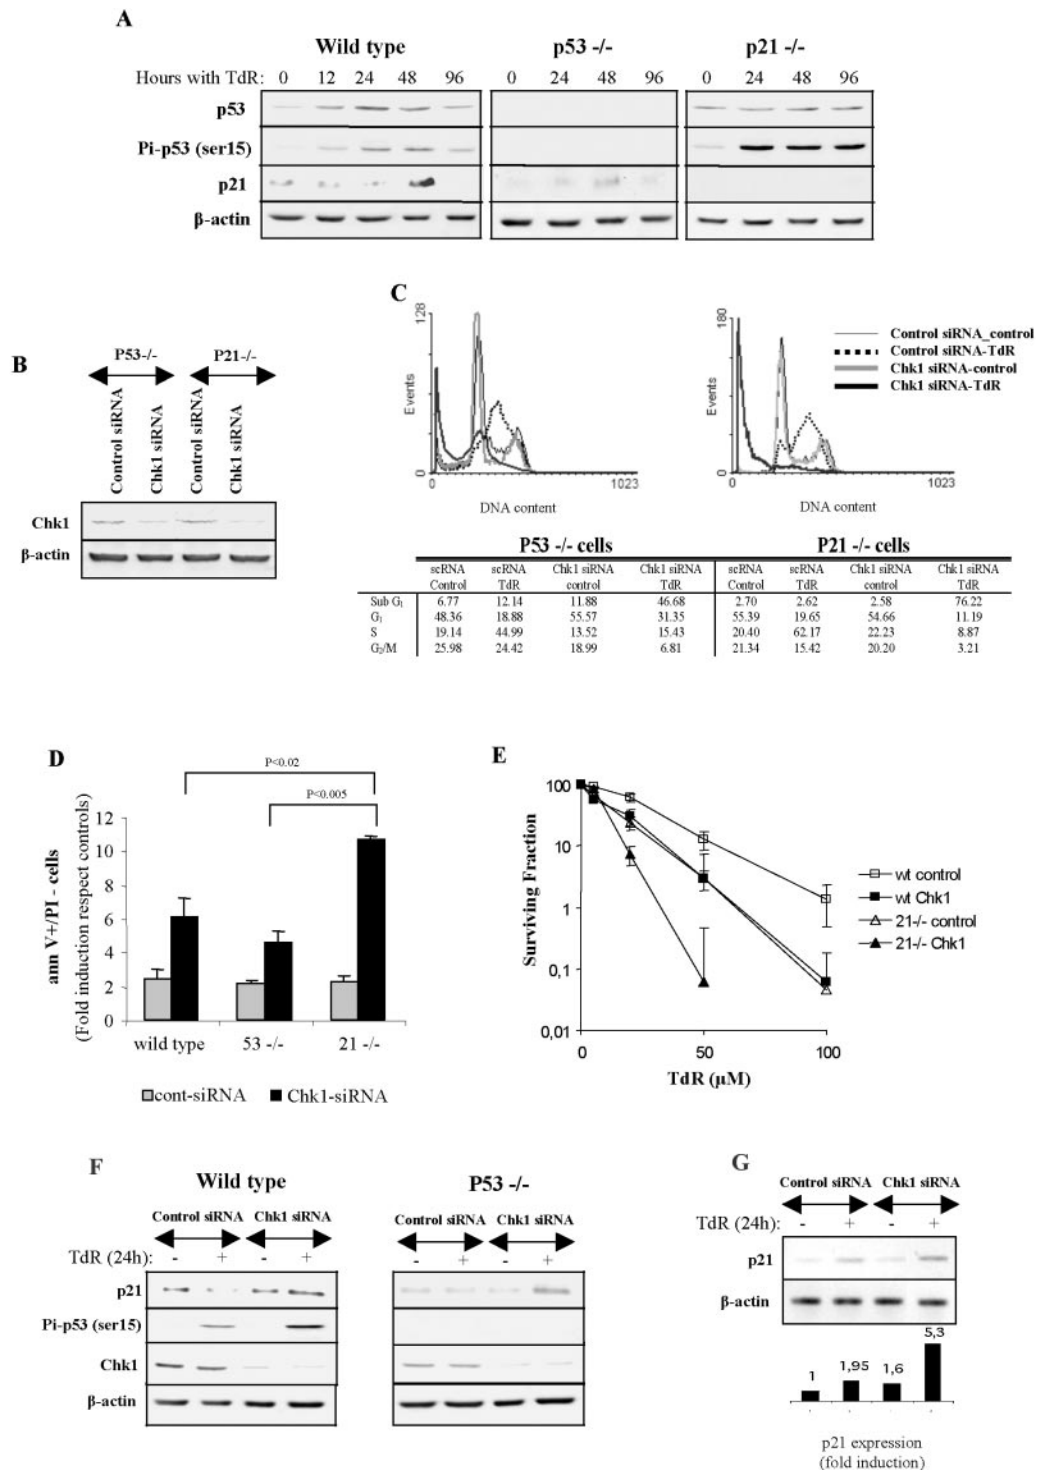 A
Wild type
p53 -/-
p21 -/-
Hours with TdR: 0 12 24 48 96 0 24 48 96 0 24 48 96
p53
Pi-p53 (ser15)
p21
β-actin
B
P53-/- P21-/-
Control siRNA
Chk1 siRNA
Control siRNA
Chk1 siRNA
Chk1
β-actin
C
128
Events
0
0 1023
DNA content
180
Events
0
0 1023
DNA content
Control siRNA_control
Control siRNA-TdR
Chk1 siRNA-control
Chk1 siRNA-TdR
P53 -/- cells P21 -/- cells
scRNA scRNA Chk1 siRNA Chk1 siRNA scRNA scRNA Chk1 siRNA Chk1 siRNA
Control TdR control TdR Control TdR control TdR
Sub G1 6.77 12.14 11.88 46.68 2.70 2.62 2.58 76.22
G1 48.36 18.88 55.57 31.35 55.39 19.65 54.66 11.19
S 19.14 44.99 13.52 15.43 20.40 62.17 22.23 8.87
G2/M 25.98 24.42 18.99 6.81 21.34 15.42 20.20 3.21
D
P<0.02
P<0.005
ann V+/PI - cells
(Fold induction respect controls)
12
10
8
6
4
2
0
wild type 53 -/- 21 -/-
cont-siRNA Chk1-siRNA
E
Surviving Fraction
100
10
1
0,1
0,01
0 50 100
TdR (µM)
wt control
wt Chk1
21-/- control
21-/- Chk1
F
Wild type
Control siRNA Chk1 siRNA
TdR (24h): - + - +
p21
Pi-p53 (ser15)
Chk1
β-actin
P53 -/-
Control siRNA Chk1 siRNA
- + - +
G
Control siRNA Chk1 siRNA
TdR (24h): - + - +
p21
β-actin
1 1,95 1,6 5,3
- + - +
p21 expression
(fold induction)